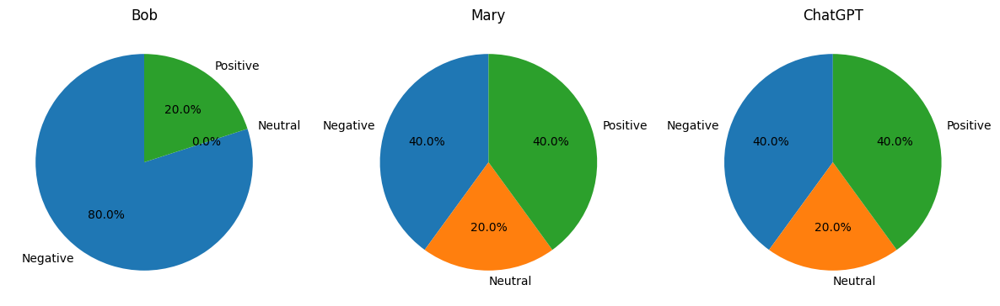 Bob
Positive
20.0%
0.0%
Neutral
80.0%
Negative
Mary
Negative
40.0%
40.0%
Positive
20.0%
Neutral
ChatGPT
Negative
40.0%
40.0%
Positive
20.0%
Neutral